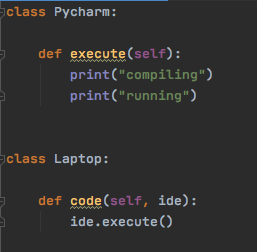 class Pycharm:
def execute(self):
print("compiling")
print("running")
class Laptop:
def code(self, ide):
ide.execute()